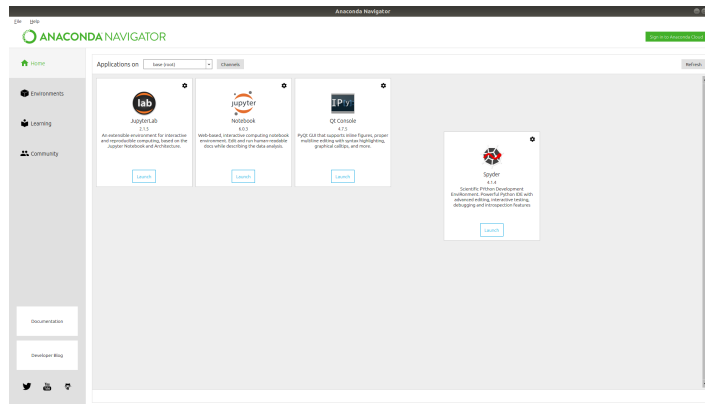 Anaconda Navigator
File Help
ANACONDA NAVIGATOR
Sign in to Anaconda Cloud
Home
Environments
Learning
Community
Documentation
Developer Blog
Applications on base (root) Channels
Refresh
lab
JupyterLab
2.1.5
An extensible environment for interactive
and reproducible computing, based on the
Jupyter Notebook and Architecture.
Launch
jupyter
Notebook
6.0.3
Web-based, interactive computing notebook
environment. Edit and run human-readable
docs while describing the data analysis.
Launch
IP[y]:
Qt Console
4.7.5
PyQt GUI that supports inline figures, proper
multiline editing with syntax highlighting,
graphical calltips, and more.
Launch
Spyder
4.1.4
Scientific PYthon Development
EnviRonment. Powerful Python IDE with
advanced editing, interactive testing,
debugging and introspection features
Launch